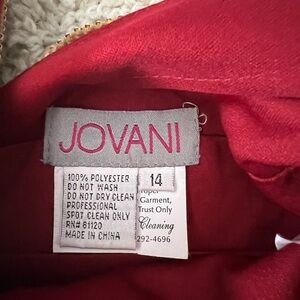 JOVANI
100% POLYESTER
DO NOT WASH
DO NOT DRY CLEAN
PROFESSIONAL
SPOT CLEAN ONLY
RN# 81120
MADE IN CHINA
14
Garment,
Trust Only
Cleaning
292-4696